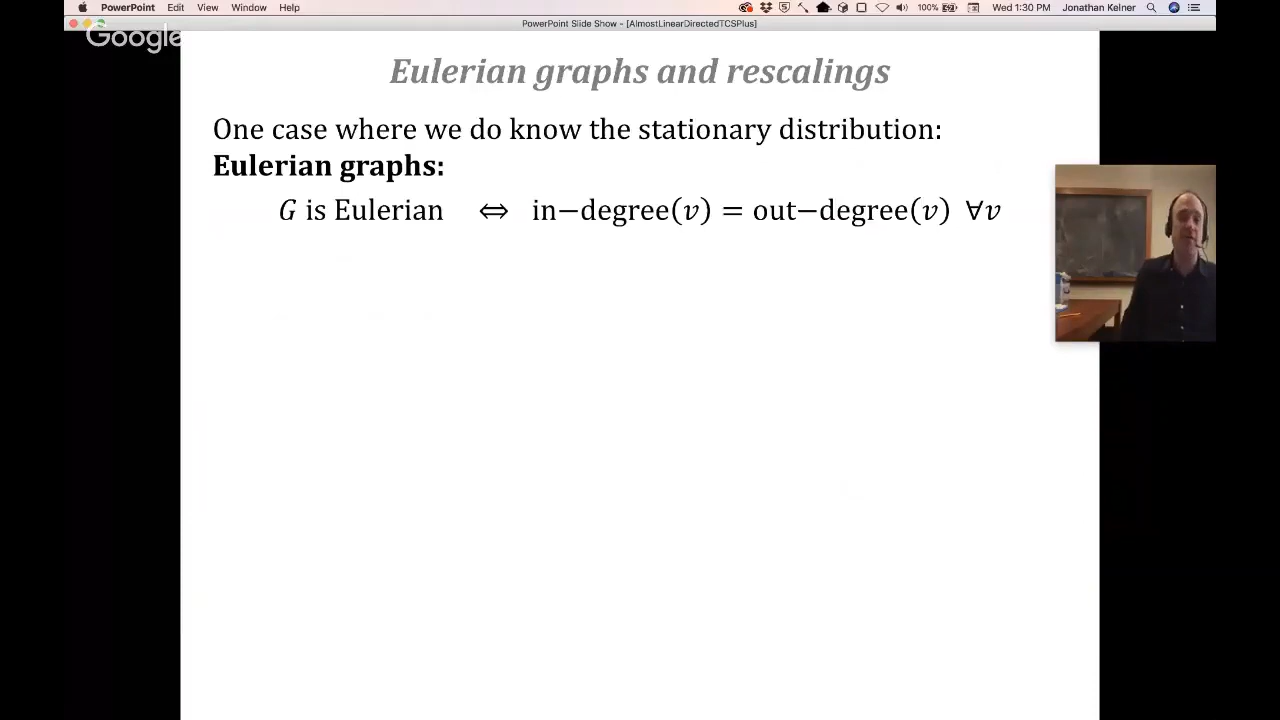 PowerPoint Edit View Window Help 100% Wed 1:30 PM Jonathan Kelner
PowerPoint Slide Show - [AlmostLinearDirectedTCSPlus]
Google
Eulerian graphs and rescalings
One case where we do know the stationary distribution:
Eulerian graphs:
G is Eulerian ⇔ in−degree(v) = out−degree(v) ∀v